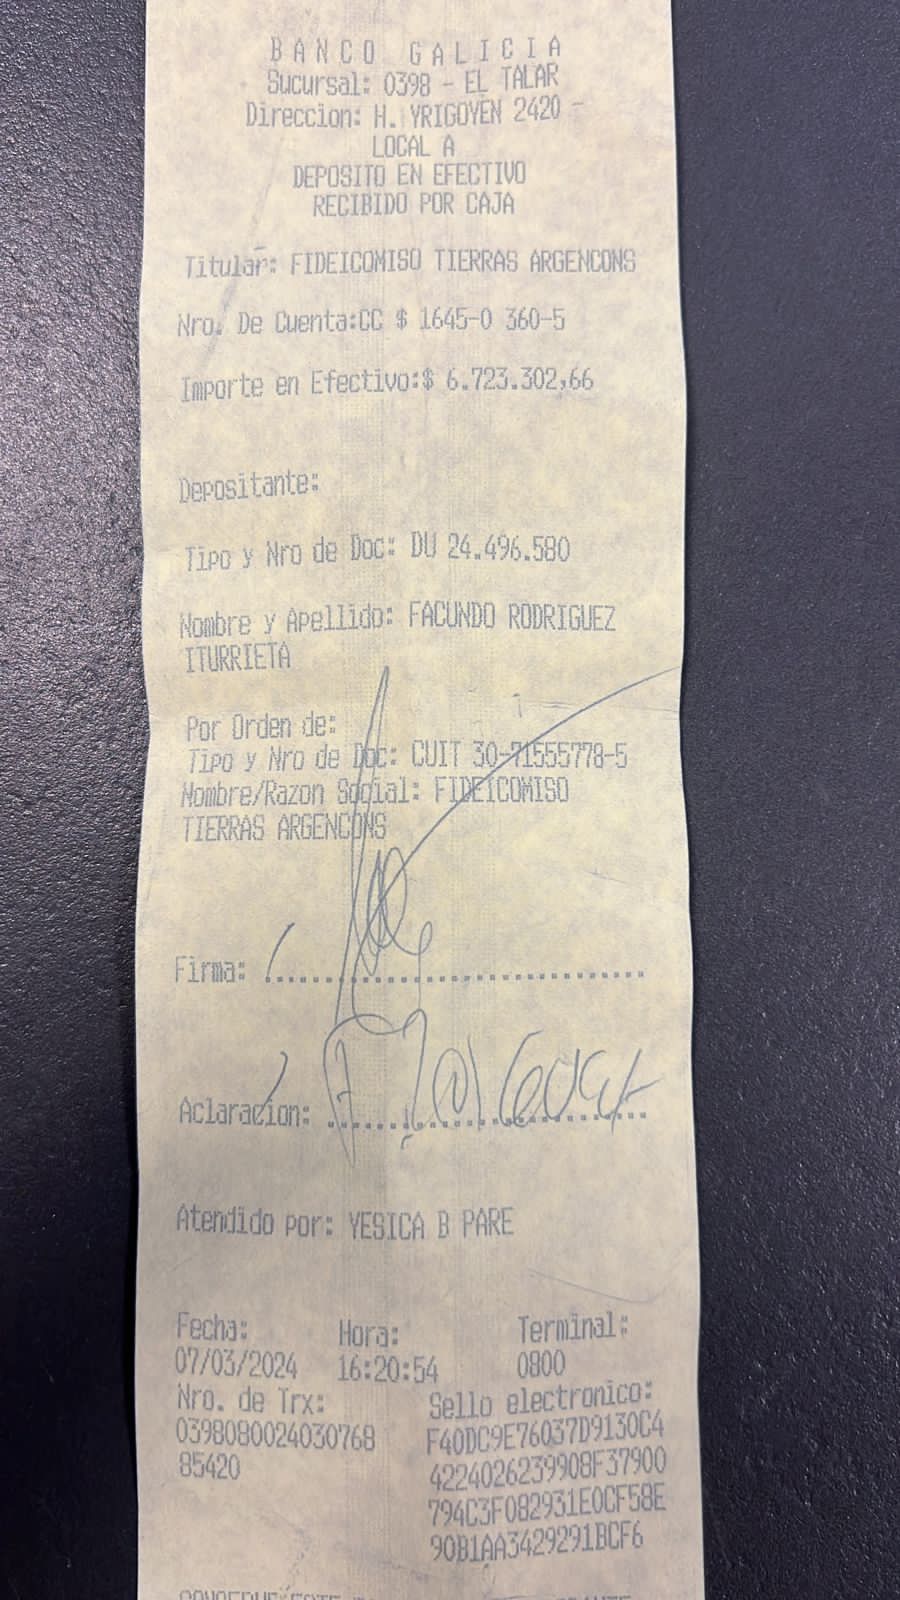 BANCO GALICIA
Sucursal: 0398 - EL TALAR
Direccion: H. YRIGOYEN 2420 -
LOCAL A
DEPOSITO EN EFECTIVO
RECIBIDO POR CAJA
Titular: FIDEICOMISO TIERRAS ARGENCONS
Nro. De Cuenta:CC $ 1645-0 360-5
Importe en Efectivo:$ 6.723.302,66
Depositante:
Tipo y Nro de Doc: DU 24.496.580
Nombre y Apellido: FACUNDO RODRIGUEZ
ITURRIETA
Por Orden de:
Tipo y Nro de Doc: CUIT 30-71555778-5
Nombre/Razon Social: FIDEICOMISO
TIERRAS ARGENCONS
Firma:
Aclaracion:
Atendido por: YESICA B PARE
Fecha: Hora: Terminal:
07/03/2024 16:20:54 0800
Nro. de Trx: Sello electronico:
0398080024030768 F40DC9E76037D9130C4
85420 4224026239908F37900
794C3F082931E0CF58E
90B1AA3429291BCF6